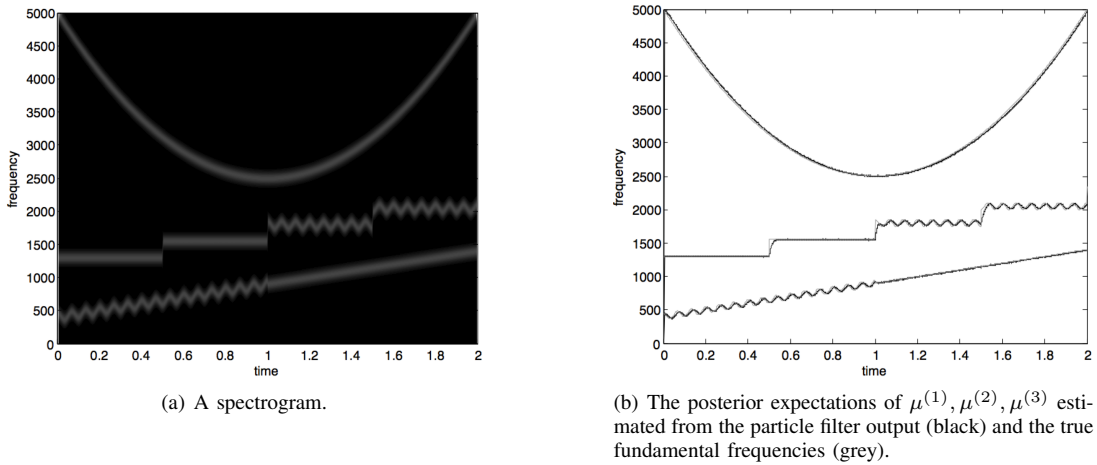 5000
4500
4000
3500
3000
2500
2000
1500
1000
500
0
frequency
0 0.2 0.4 0.6 0.8 1 1.2 1.4 1.6 1.8 2
time
(a) A spectrogram.
5000
4500
4000
3500
3000
2500
2000
1500
1000
500
0
frequency
0 0.2 0.4 0.6 0.8 1 1.2 1.4 1.6 1.8 2
time
(b) The posterior expectations of μ⁽¹⁾, μ⁽²⁾, μ⁽³⁾ esti-
mated from the particle filter output (black) and the true
fundamental frequencies (grey).